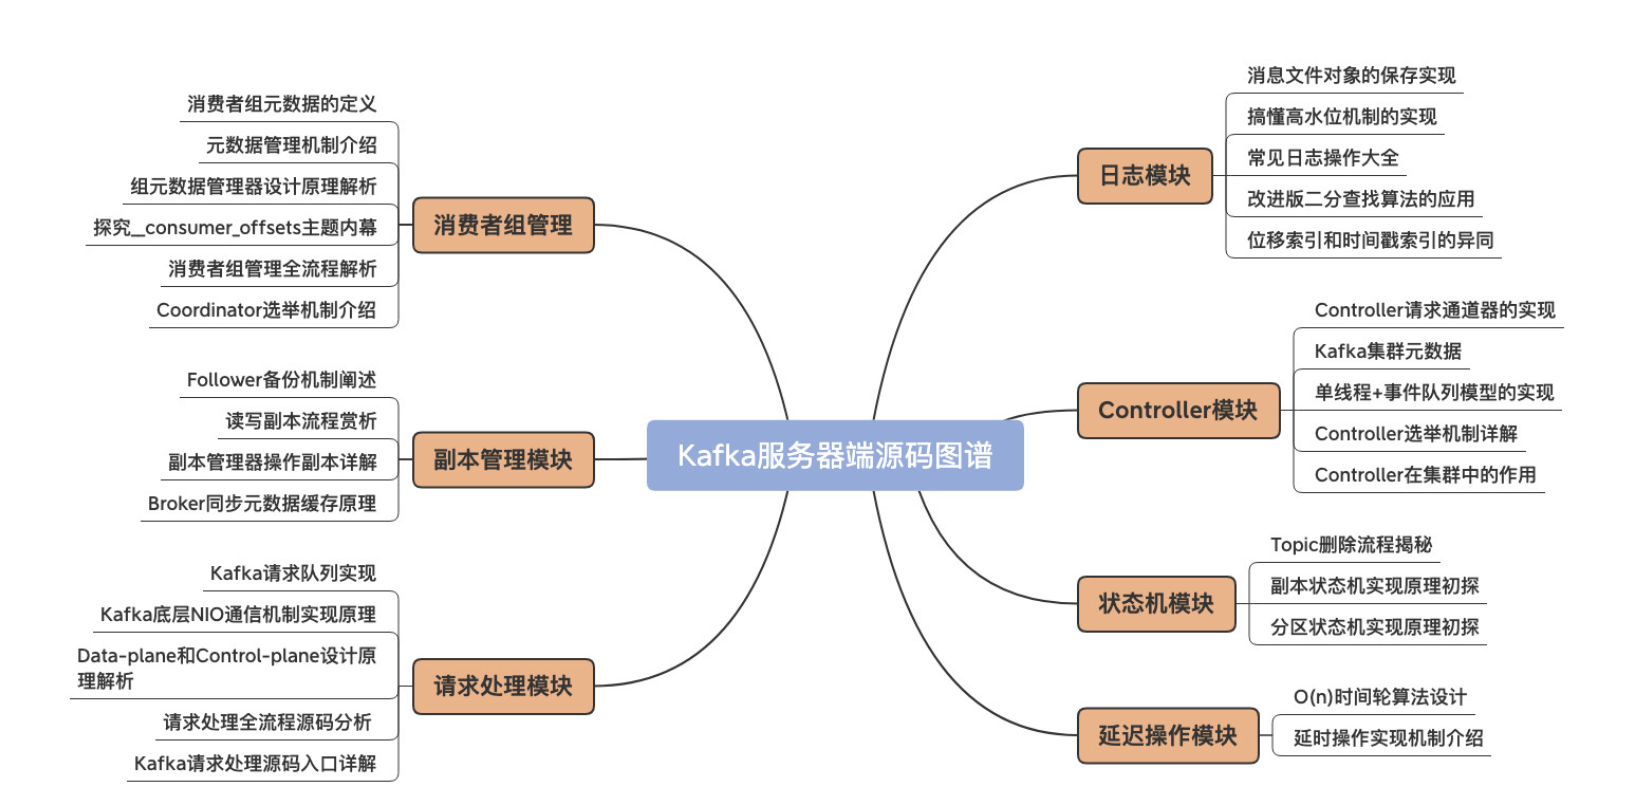 Kafka服务器端源码图谱
消费者组管理
消费者组元数据的定义
元数据管理机制介绍
组元数据管理器设计原理解析
探究__consumer_offsets主题内幕
消费者组管理全流程解析
Coordinator选举机制介绍
副本管理模块
Follower备份机制阐述
读写副本流程赏析
副本管理器操作副本详解
Broker同步元数据缓存原理
请求处理模块
Kafka请求队列实现
Kafka底层NIO通信机制实现原理
Data-plane和Control-plane设计原
理解析
请求处理全流程源码分析
Kafka请求处理源码入口详解
日志模块
消息文件对象的保存实现
搞懂高水位机制的实现
常见日志操作大全
改进版二分查找算法的应用
位移索引和时间戳索引的异同
Controller模块
Controller请求通道器的实现
Kafka集群元数据
单线程+事件队列模型的实现
Controller选举机制详解
Controller在集群中的作用
状态机模块
Topic删除流程揭秘
副本状态机实现原理初探
分区状态机实现原理初探
延迟操作模块
O(n)时间轮算法设计
延时操作实现机制介绍